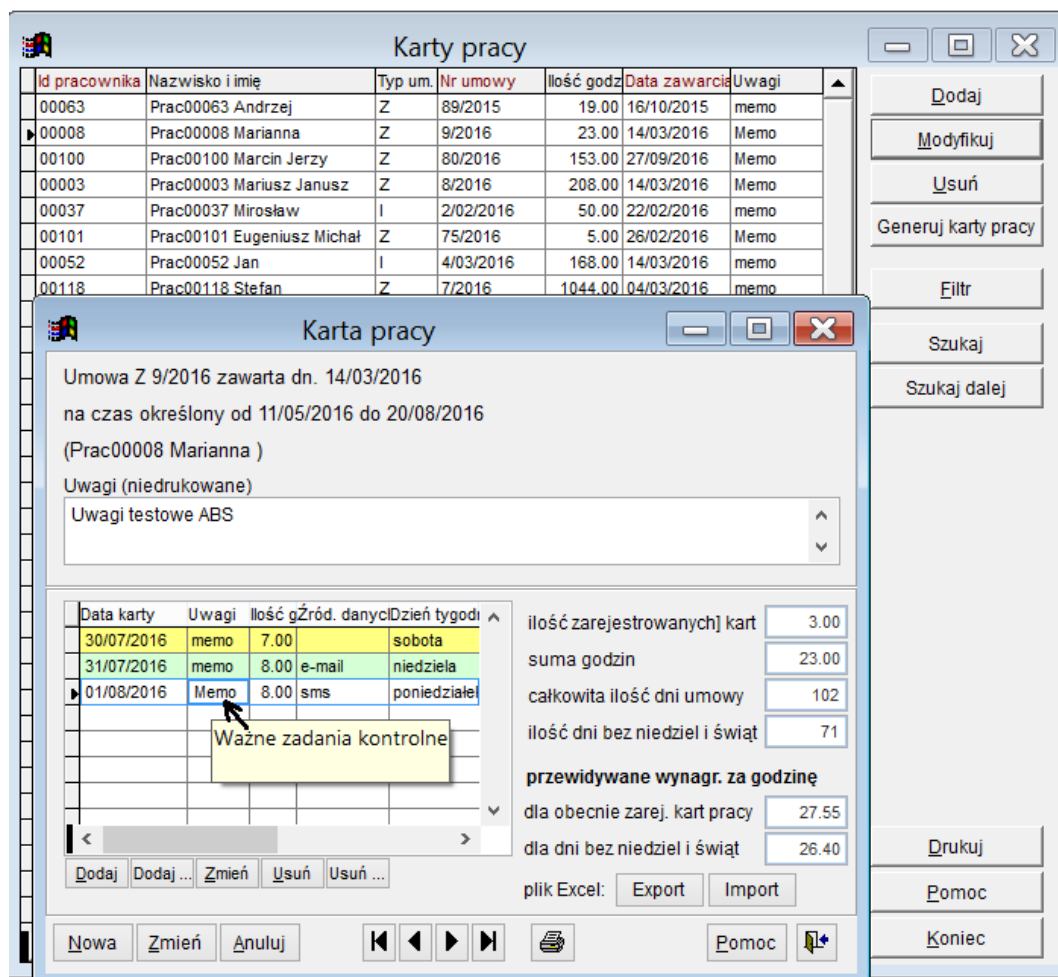 Karty pracy
Id pracownika Nazwisko i imię Typ um. Nr umowy Ilość godz Data zawarcia Uwagi
00063 Prac00063 Andrzej Z 89/2015 19.00 16/10/2015 memo
00008 Prac00008 Marianna Z 9/2016 23.00 14/03/2016 memo
00100 Prac00100 Marcin Jerzy Z 80/2016 153.00 27/09/2016 Memo
00003 Prac00003 Mariusz Janusz Z 8/2016 208.00 14/03/2016 Memo
00037 Prac00037 Mirosław I 2/02/2016 50.00 22/02/2016 memo
00101 Prac00101 Eugeniusz Michał Z 75/2016 5.00 26/02/2016 Memo
00052 Prac00052 Jan I 4/03/2016 168.00 14/03/2016 memo
00118 Prac00118 Stefan Z 7/2016 1044.00 04/03/2016 memo
Dodaj
Modyfikuj
Usuń
Generuj karty pracy
Filtr
Szukaj
Szukaj dalej
Drukuj
Pomoc
Koniec
Karta pracy
Umowa Z 9/2016 zawarta dn. 14/03/2016
na czas określony od 11/05/2016 do 20/08/2016
(Prac00008 Marianna )
Uwagi (niedrukowane)
Uwagi testowe ABS
Data karty Uwagi Ilość g Źród. danyc Dzień tygodn
30/07/2016 memo 7.00 sobota
31/07/2016 memo 8.00 e-mail niedziela
01/08/2016 Memo 8.00 sms poniedziałek
Ważne zadania kontrolne
Dodaj Dodaj ... Zmień Usuń Usuń ...
ilość zarejestrowanych] kart 3.00
suma godzin 23.00
całkowita ilość dni umowy 102
ilość dni bez niedziel i świąt 71
przewidywane wynagr. za godzinę
dla obecnie zarej. kart pracy 27.55
dla dni bez niedziel i świąt 26.40
plik Excel: Export Import
Nowa Zmień Anuluj Pomoc